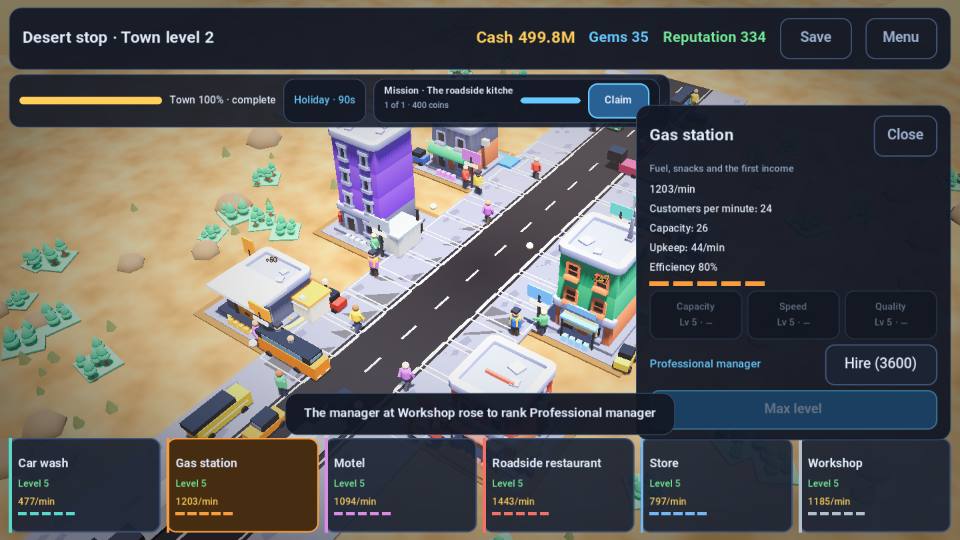 Desert stop · Town level 2
Cash 499.8M
Gems 35
Reputation 334
Save
Menu
Town 100% · complete
Holiday · 90s
Mission · The roadside kitche
1 of 1 · 400 coins
Claim
Gas station
Close
Fuel, snacks and the first income
1203/min
Customers per minute: 24
Capacity: 26
Upkeep: 44/min
Efficiency 80%
Capacity
Lv 5 · –
Speed
Lv 5 · –
Quality
Lv 5 · –
Professional manager
Hire (3600)
Max level
+60
The manager at Workshop rose to rank Professional manager
Car wash
Level 5
477/min
Gas station
Level 5
1203/min
Motel
Level 5
1094/min
Roadside restaurant
Level 5
1443/min
Store
Level 5
797/min
Workshop
Level 5
1185/min